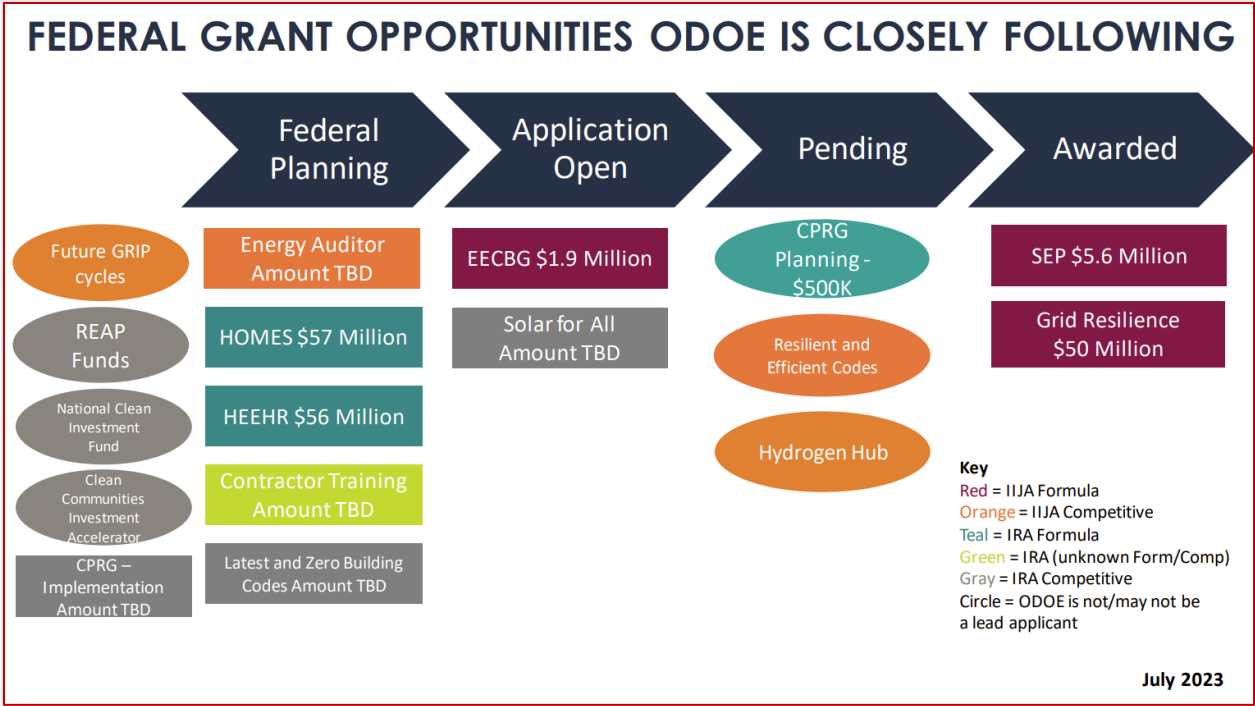 FEDERAL GRANT OPPORTUNITIES ODOE IS CLOSELY FOLLOWING
Federal
Planning
Application
Open
Pending
Awarded
Future GRIP
cycles
REAP
Funds
National Clean
Investment
Fund
Clean
Communities
Investment
Accelerator
CPRG –
Implementation
Amount TBD
Energy Auditor
Amount TBD
HOMES $57 Million
HEEHR $56 Million
Contractor Training
Amount TBD
Latest and Zero Building
Codes Amount TBD
EECBG $1.9 Million
Solar for All
Amount TBD
CPRG
Planning -
$500K
Resilient and
Efficient Codes
Hydrogen Hub
SEP $5.6 Million
Grid Resilience
$50 Million
Key
Red = IIJA Formula
Orange = IIJA Competitive
Teal = IRA Formula
Green = IRA (unknown Form/Comp)
Gray = IRA Competitive
Circle = ODOE is not/may not be
a lead applicant
July 2023